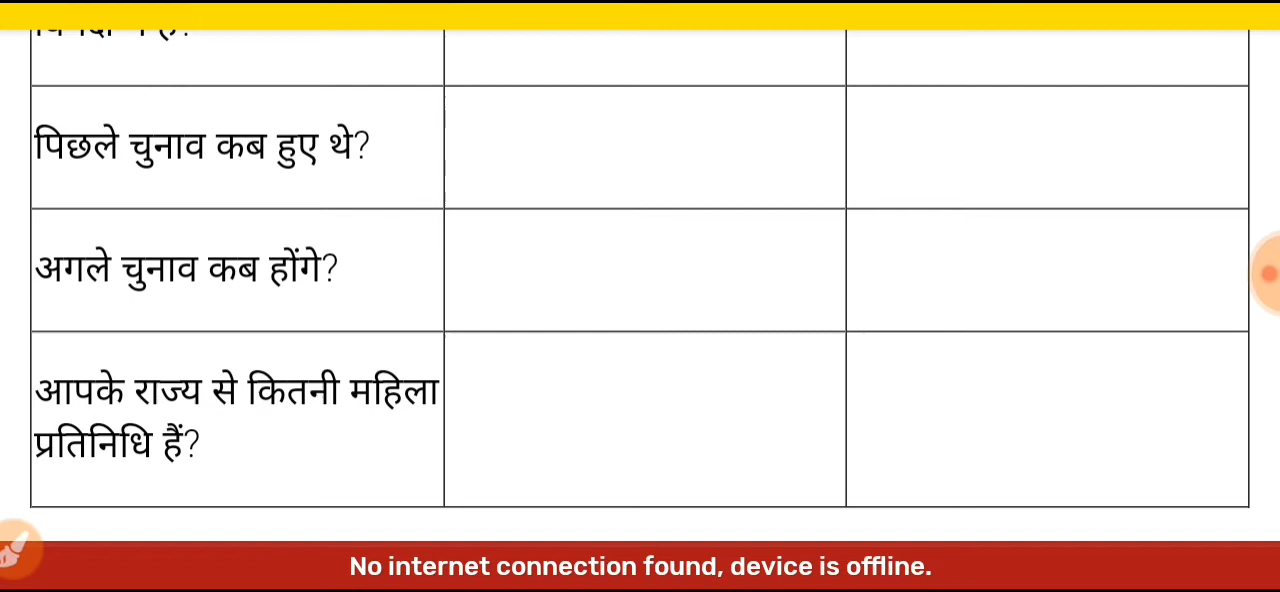 पिछले चुनाव कब हुए थे?
अगले चुनाव कब होंगे?
आपके राज्य से कितनी महिला
प्रतिनिधि हैं?
No internet connection found, device is offline.